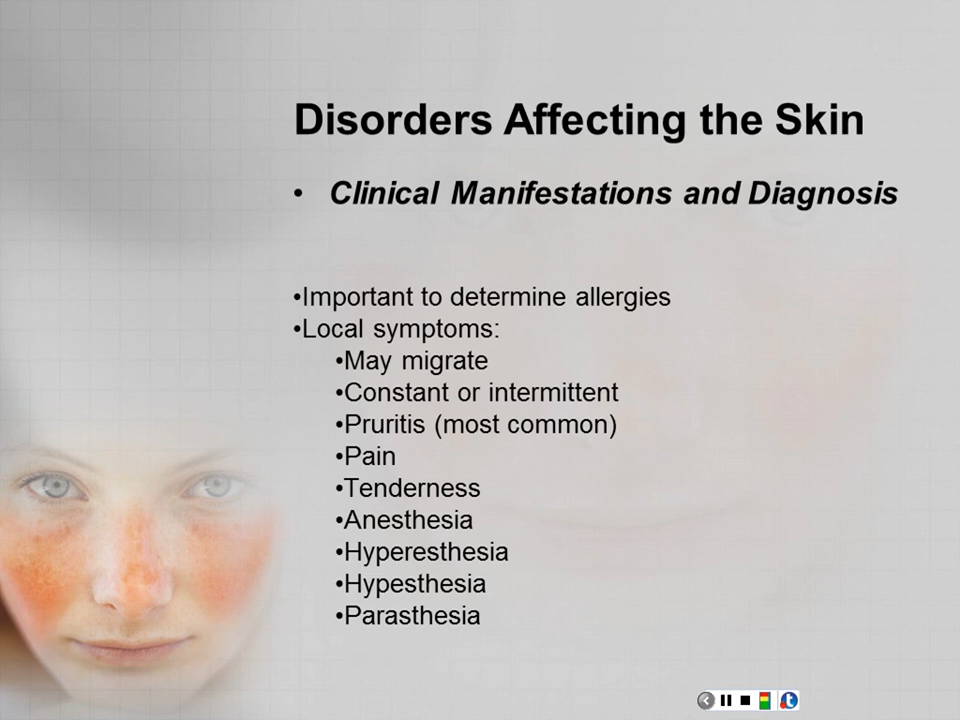 Disorders Affecting the Skin
• Clinical Manifestations and Diagnosis
•Important to determine allergies
•Local symptoms:
•May migrate
•Constant or intermittent
•Pruritis (most common)
•Pain
•Tenderness
•Anesthesia
•Hyperesthesia
•Hypesthesia
•Parasthesia
t